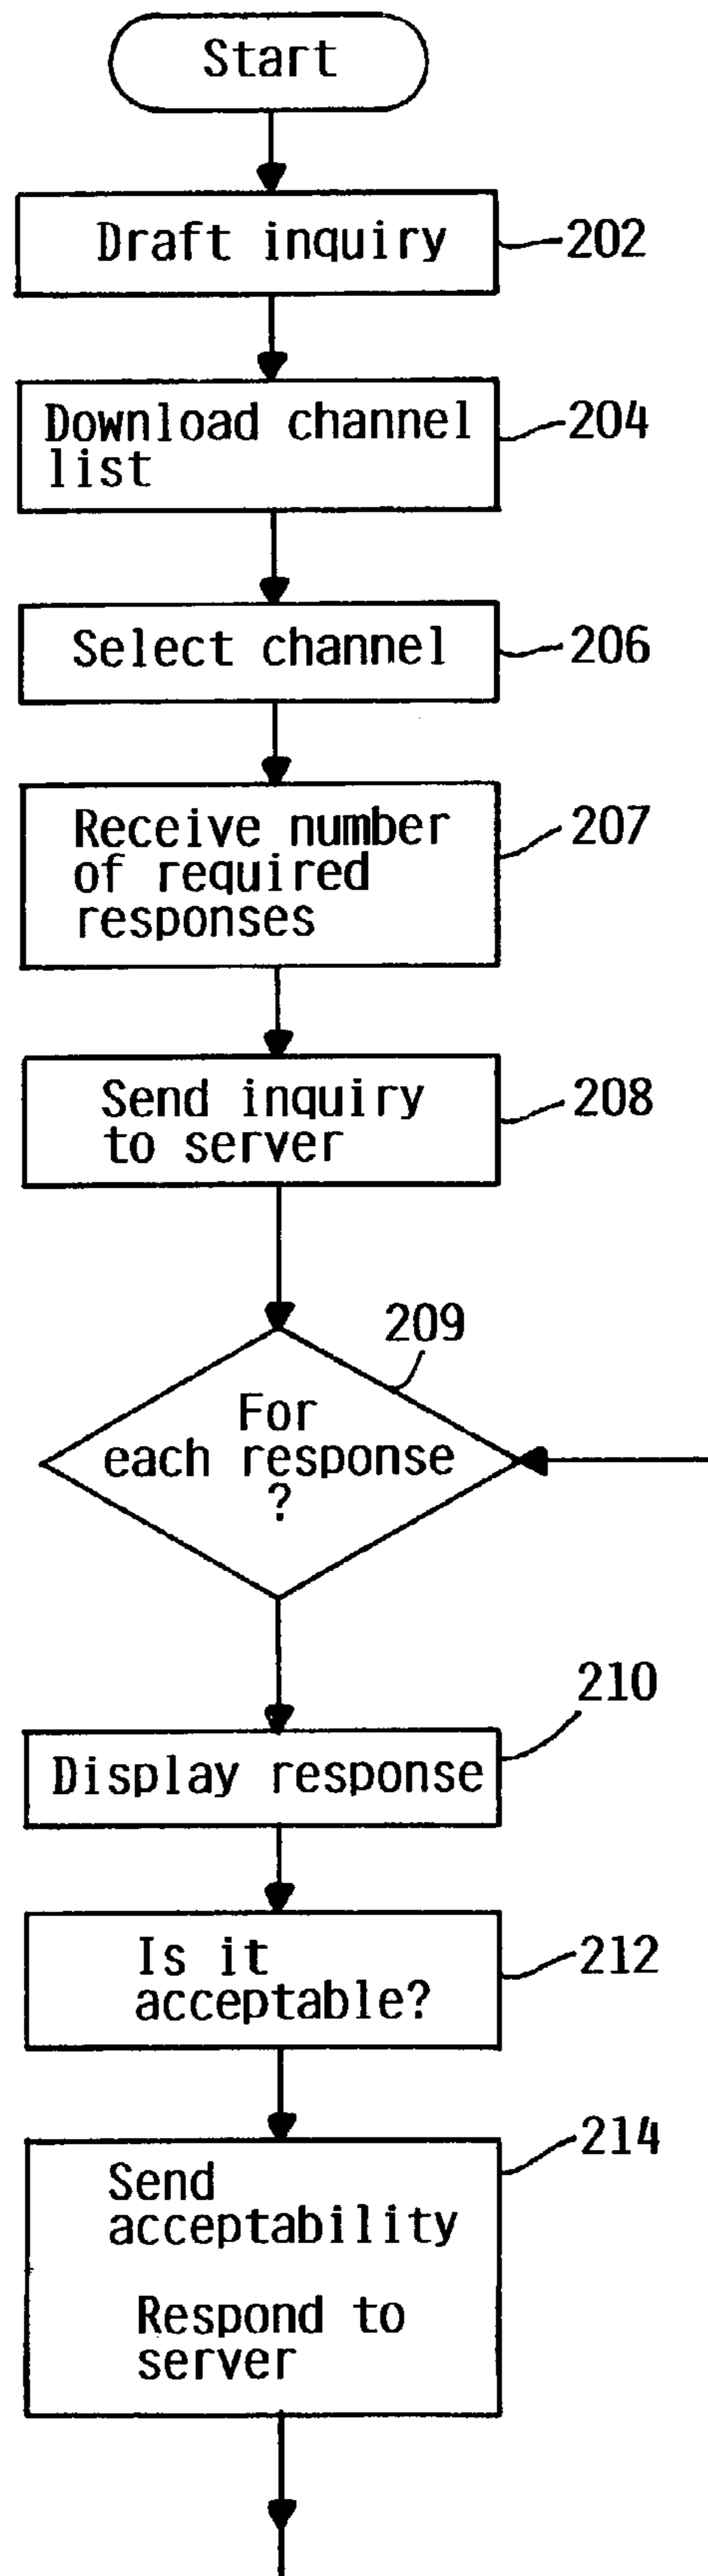 Start
Draft inquiry
202
Download channel
list
204
Select channel
206
Receive number
of required
responses
207
Send inquiry
to server
208
209
For
each response
?
210
Display response
Is it
acceptable?
212
214
Send
acceptability
Respond to
server